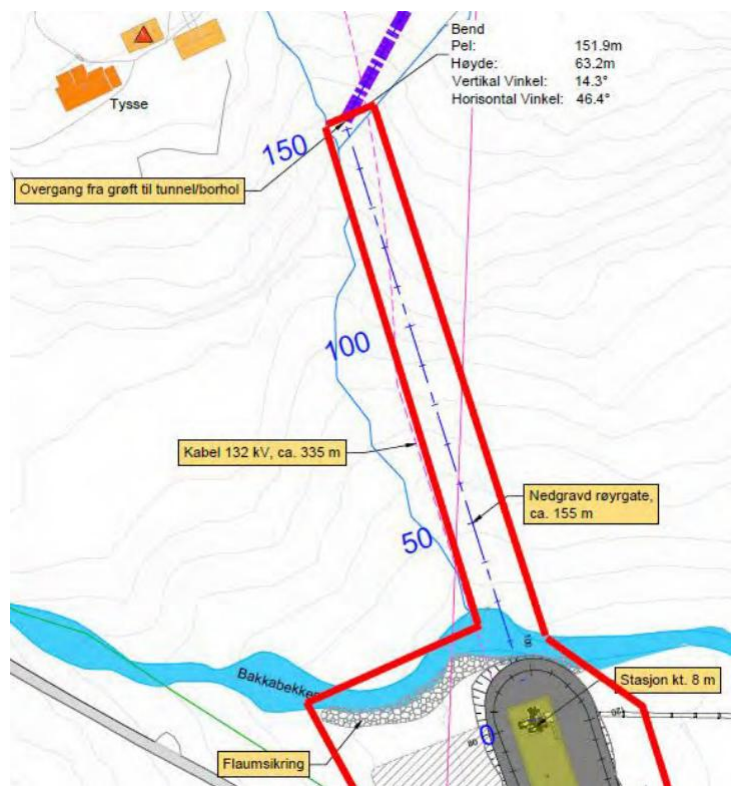 Bend
Pel: 151.9m
Høyde: 63.2m
Vertikal Vinkel: 14.3°
Horisontal Vinkel: 46.4°
Tysse
150
Overgang fra grøft til tunnel/borhol
100
Kabel 132 kV, ca. 335 m
Nedgravd røyrgate,
ca. 155 m
50
Bakkabekken
Stasjon kt. 8 m
0
Flaumsikring